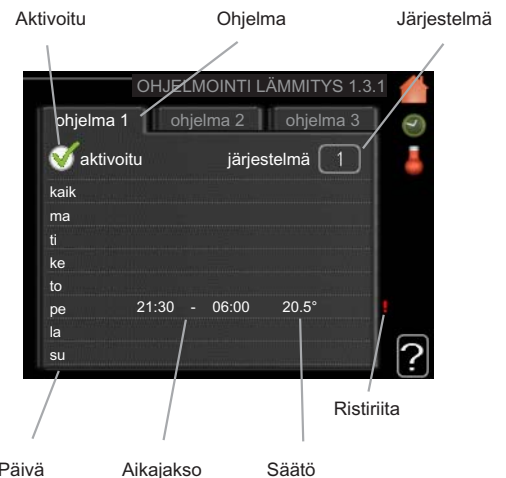 Aktivoitu Ohjelma Järjestelmä
OHJELMOINTI LÄMMITYS 1.3.1
ohjelma 1 ohjelma 2 ohjelma 3
aktivoitu järjestelmä 1
kaik
ma
ti
ke
to
pe 21:30 - 06:00 20.5° !
la
su
?
Ristiriita
Päivä Aikajakso Säätö